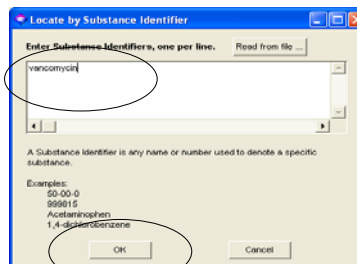 Locate by Substance Identifier
Enter Substance Identifiers, one per line.
Read from file ...
vancomycin
A Substance Identifier is any name or number used to denote a specific
substance.
Examples:
50-00-0
999815
Acetaminophen
1,4-dichlorobenzene
OK
Cancel